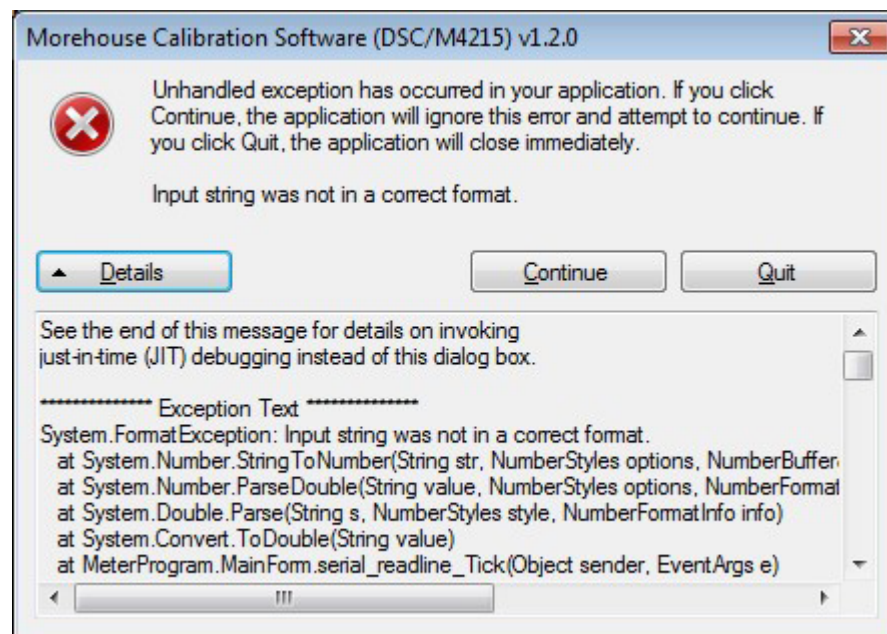 Morehouse Calibration Software (DSC/M4215) v1.2.0
Unhandled exception has occurred in your application. If you click
Continue, the application will ignore this error and attempt to continue. If
you click Quit, the application will close immediately.
Input string was not in a correct format.
Details
Continue
Quit
See the end of this message for details on invoking
just-in-time (JIT) debugging instead of this dialog box.
************** Exception Text **************
System.FormatException: Input string was not in a correct format.
at System.Number.StringToNumber(String str, NumberStyles options, NumberBuffer
at System.Number.ParseDouble(String value, NumberStyles options, NumberFormat
at System.Double.Parse(String s, NumberStyles style, NumberFormatInfo info)
at System.Convert.ToDouble(String value)
at MeterProgram.MainForm.serial_readline_Tick(Object sender, EventArgs e)